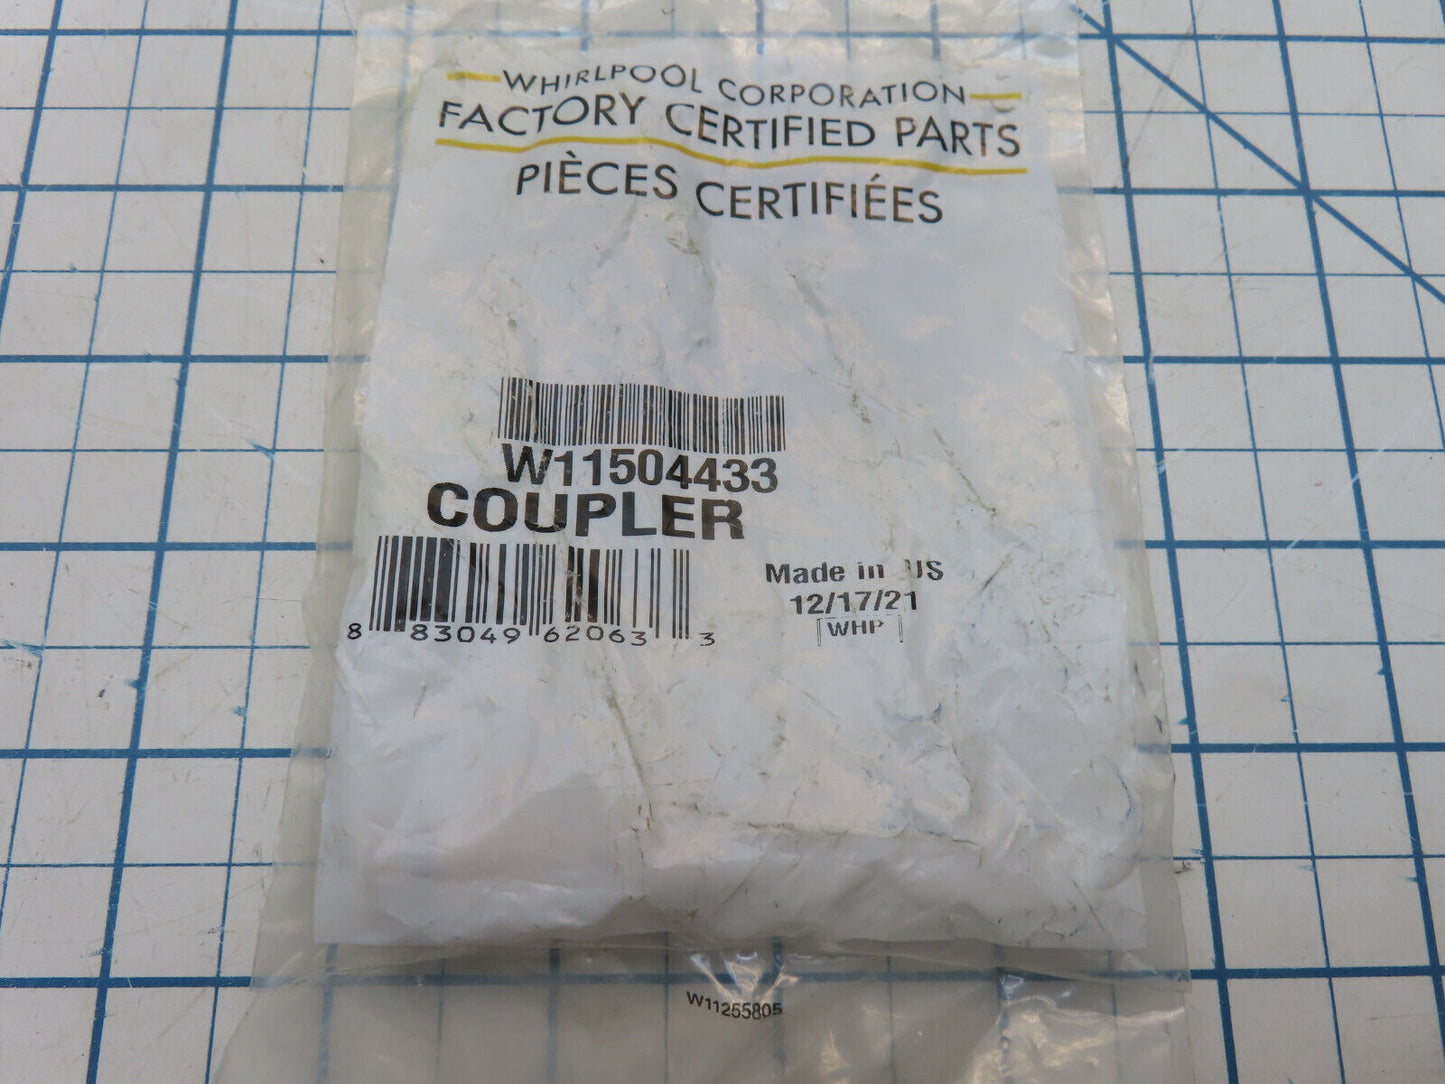 WHIRLPOOL CORPORATION
FACTORY CERTIFIED PARTS
PIÈCES CERTIFIÉES
W11504433
COUPLER
8 83049 62063 3
Made in US
12/17/21
WHP
W11255805